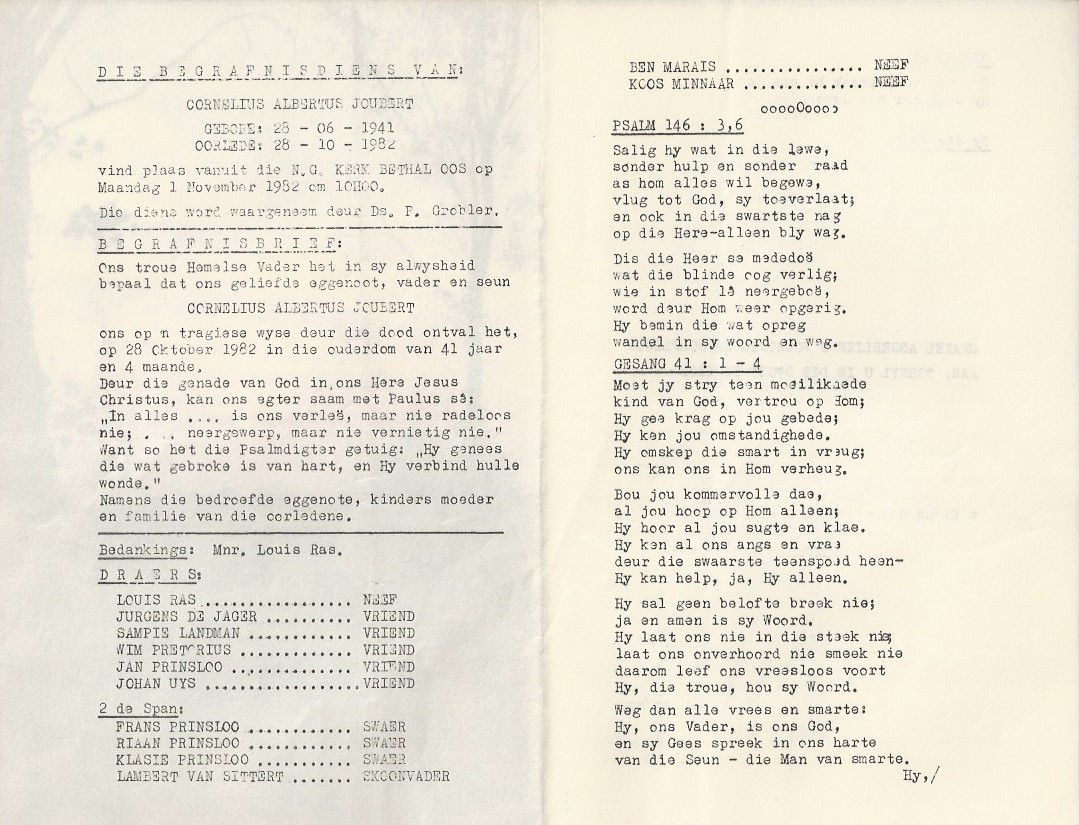 DIE BEGRAFNISDIENS VAN:
CORNELIUS ALBERTUS JOUBERT
GEBORE: 28 - 06 - 1941
OORLEDE: 28 - 10 - 1982
vind plaas vanuit die N.G. KERK BETHAL OOS op
Maandag 1 November 1982 om 10H00.
Die diens word waargeneem deur Ds. P. Grobler.
BEGRAFNISBRIEF:
Ons troue Hemelse Vader het in sy alwysheid
bepaal dat ons geliefde eggenoot, vader en seun
CORNELIUS ALBERTUS JOUBERT
ons op 'n tragiese wyse deur die dood ontval het,
op 28 Oktober 1982 in die ouderdom van 41 jaar
en 4 maande.
Deur die genade van God in ons Here Jesus
Christus, kan ons egter saam met Paulus sê:
„In alles .... is ons verleë, maar nie radeloos
nie; . .. neergewerp, maar nie vernietig nie."
Want so het die Psalmdigter getuig: „Hy genees
die wat gebroke is van hart, en Hy verbind hulle
wonde."
Namens die bedroefde eggenote, kinders moeder
en familie van die oorledene.
Bedankings: Mnr. Louis Ras.
DRAERS:
LOUIS RAS .................. NEEF
JURGENS DE JAGER .......... VRIEND
SAMPIE LANDMAN ............ VRIEND
WIM PRETORIUS ............. VRIEND
JAN PRINSLOO .............. VRIEND
JOHAN UYS ..................VRIEND
2 de Span:
FRANS PRINSLOO ............ SWAER
RIAAN PRINSLOO ............ SWAER
KLASIE PRINSLOO ........... SWAER
LAMBERT VAN SITTERT ....... SKOONVADER
BEN MARAIS ................ NEEF
KOOS MINNAAR .............. NEEF
ooooOoooo
PSALM 146 : 3,6
Salig hy wat in die lewe,
sonder hulp en sonder raad
as hom alles wil begewe,
vlug tot God, sy toeverlaat;
en ook in die swartste nag
op die Here-alleen bly wag.
Dis die Heer se mededoë
wat die blinde oog verlig;
wie in stof lê neergeboë,
word deur Hom weer opgerig.
Hy bemin die wat opreg
wandel in sy woord en weg.
GESANG 41 : 1 - 4
Moet jy stry teen moeilikhede
kind van God, vertrou op Hom;
Hy gee krag op jou gebede;
Hy ken jou omstandighede.
Hy omskep die smart in vreug;
ons kan ons in Hom verheug.
Bou jou kommervolle dae,
al jou hoop op Hom alleen;
Hy hoor al jou sugte en klae.
Hy ken al ons angs en vrae
deur die swaarste teenspoed heen-
Hy kan help, ja, Hy alleen.
Hy sal geen belofte breek nie;
ja en amen is sy Woord.
Hy laat ons nie in die steek nie;
laat ons onverhoord nie smeek nie
daarom leef ons vreesloos voort
Hy, die troue, hou sy Woord.
Weg dan alle vrees en smarte:
Hy, ons Vader, is ons God,
en sy Gees spreek in ons harte
van die Seun - die Man van smarte.
Hy,/